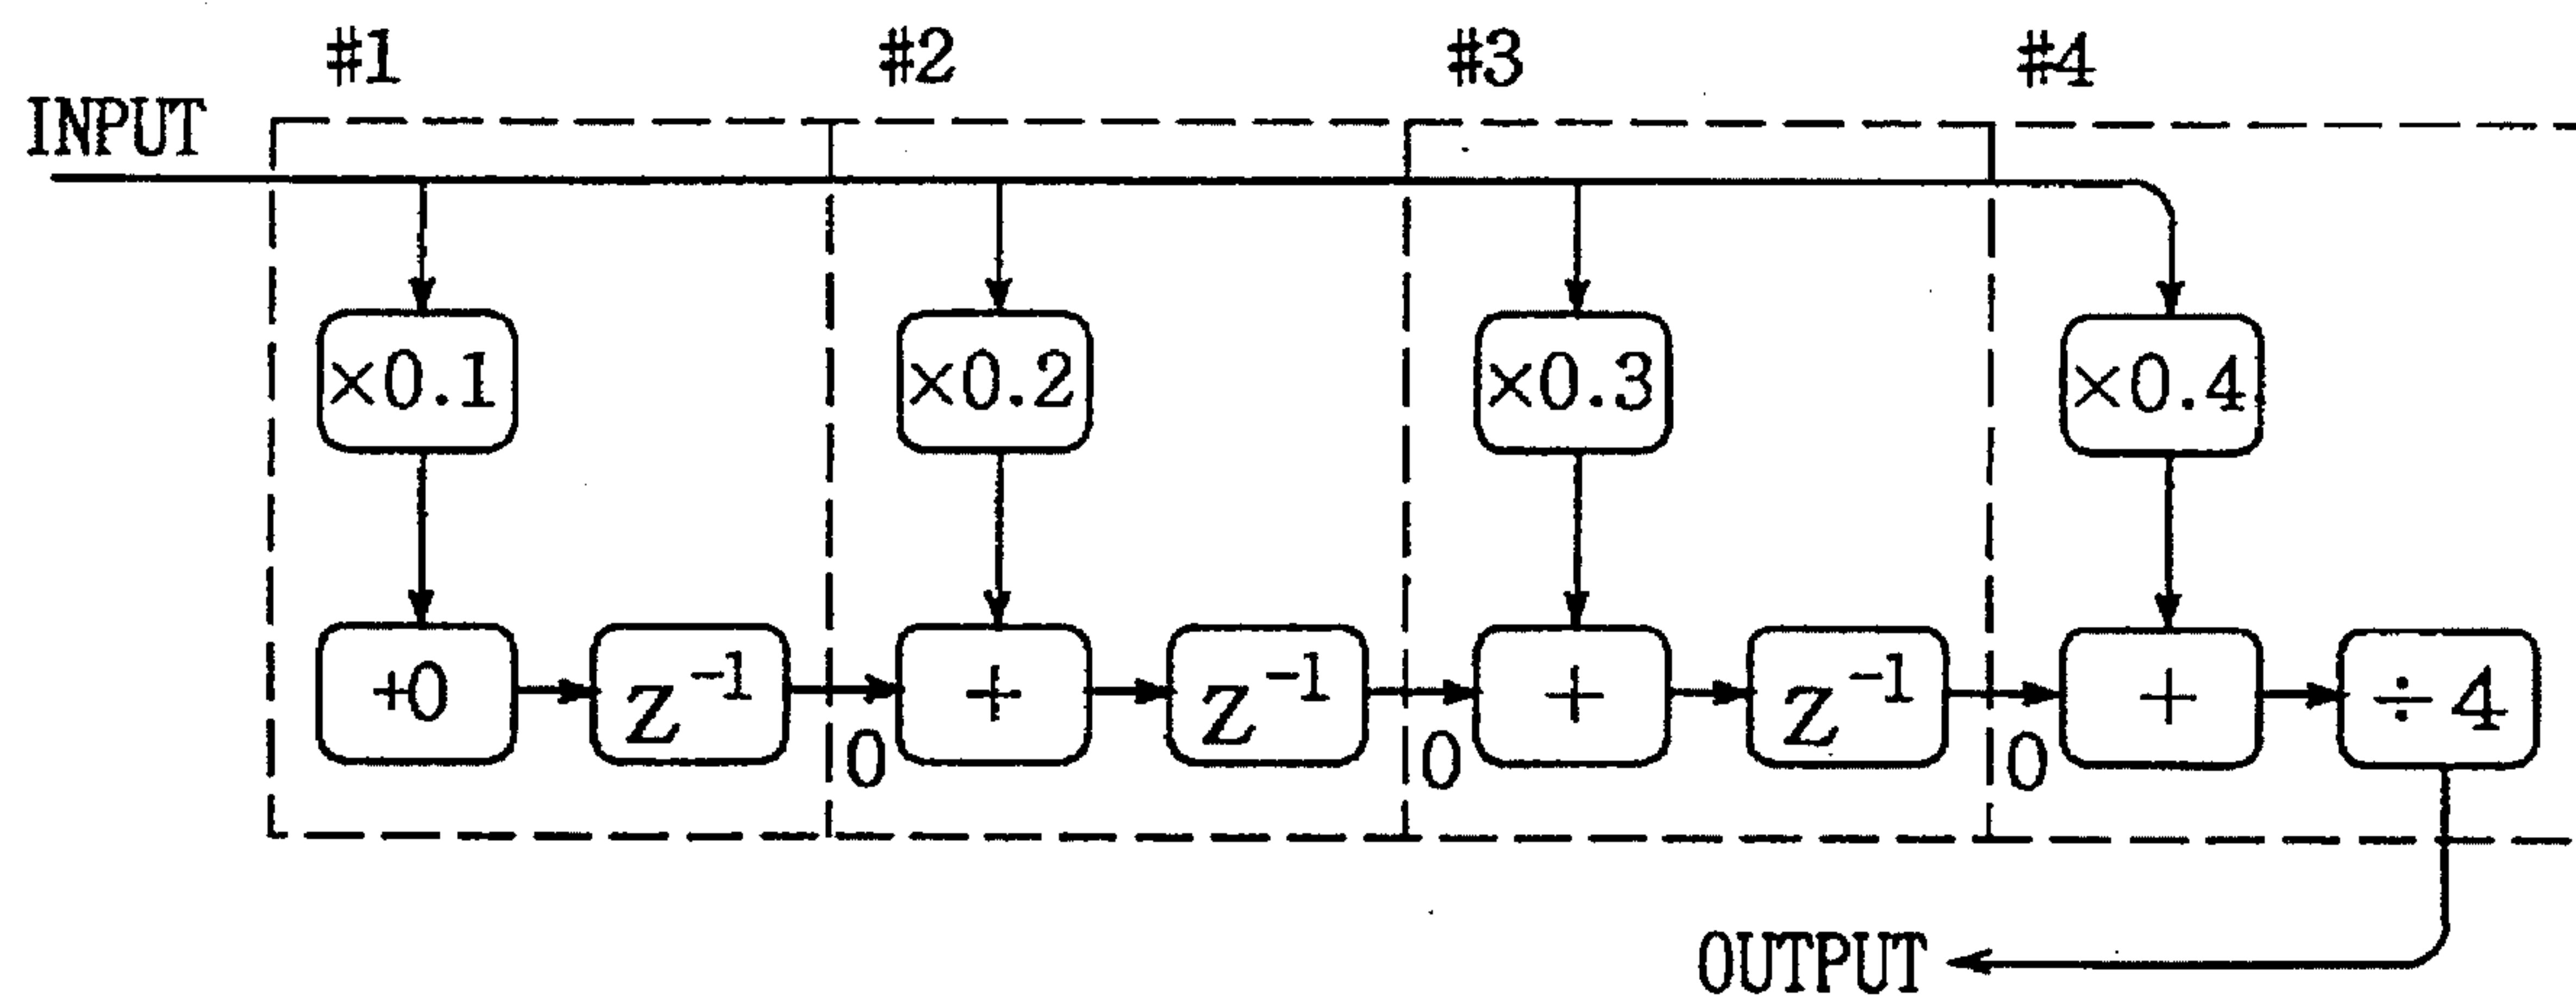 #1 #2 #3 #4
INPUT
×0.1 ×0.2 ×0.3 ×0.4
+0 z⁻¹ + z⁻¹ + z⁻¹ + ÷4
0 0 0
OUTPUT